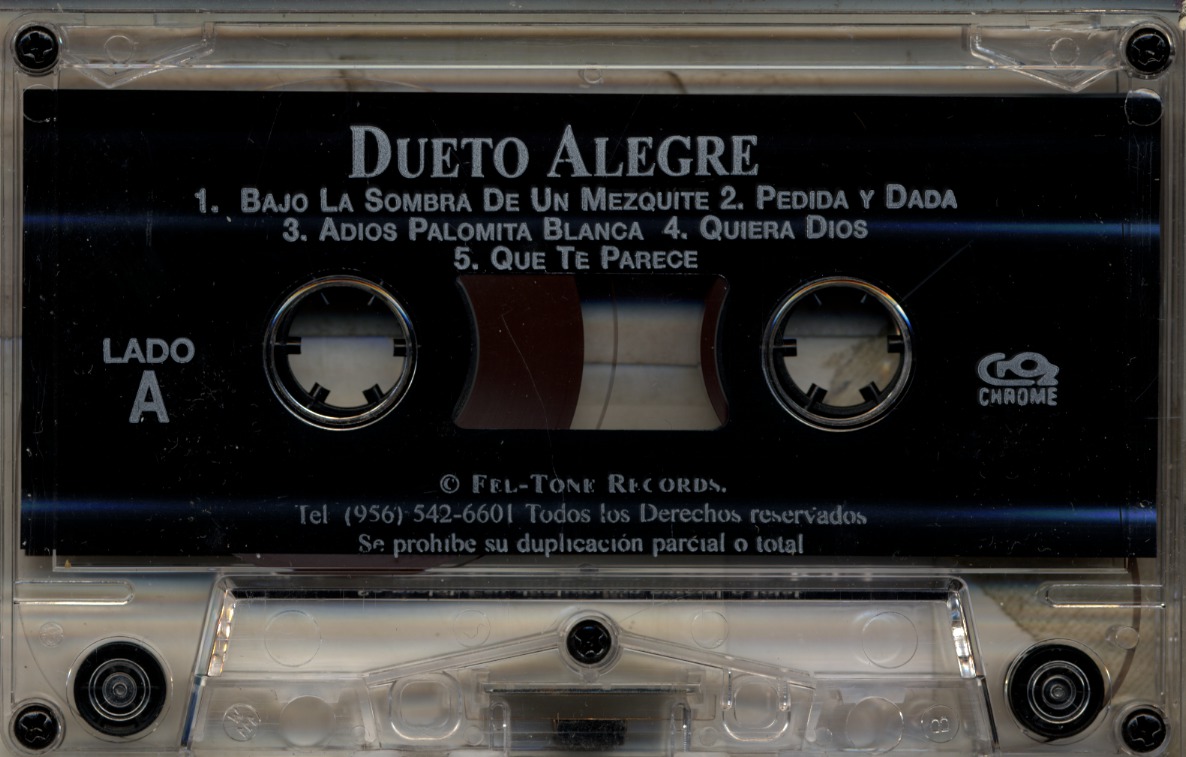 DUETO ALEGRE
1. BAJO LA SOMBRA DE UN MEZQUITE 2. PEDIDA Y DADA
3. ADIOS PALOMITA BLANCA 4. QUIERA DIOS
5. QUE TE PARECE
LADO
A
CrO2
CHROME
© FEL-TONE RECORDS.
Tel (956) 542-6601 Todos los Derechos reservados
Se prohibe su duplicación parcial o total